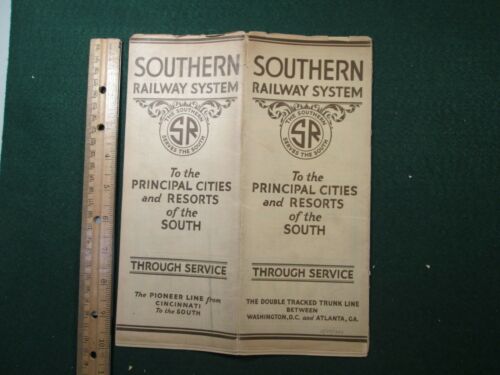 SOUTHERN
RAILWAY SYSTEM
THE SOUTHERN
SR
SERVES THE SOUTH
To the
PRINCIPAL CITIES
and RESORTS
of the
SOUTH
THROUGH SERVICE
The PIONEER LINE from
CINCINNATI
To the SOUTH
SOUTHERN
RAILWAY SYSTEM
THE SOUTHERN
SR
SERVES THE SOUTH
To the
PRINCIPAL CITIES
and RESORTS
of the
SOUTH
THROUGH SERVICE
THE DOUBLE TRACKED TRUNK LINE
BETWEEN
WASHINGTON, D.C. and ATLANTA, GA.